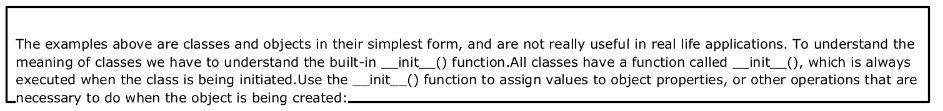 The examples above are classes and objects in their simplest form, and are not really useful in real life applications. To understand the
meaning of classes we have to understand the built-in __init__() function.All classes have a function called __init__(), which is always
executed when the class is being initiated.Use the __init__() function to assign values to object properties, or other operations that are
necessary to do when the object is being created: